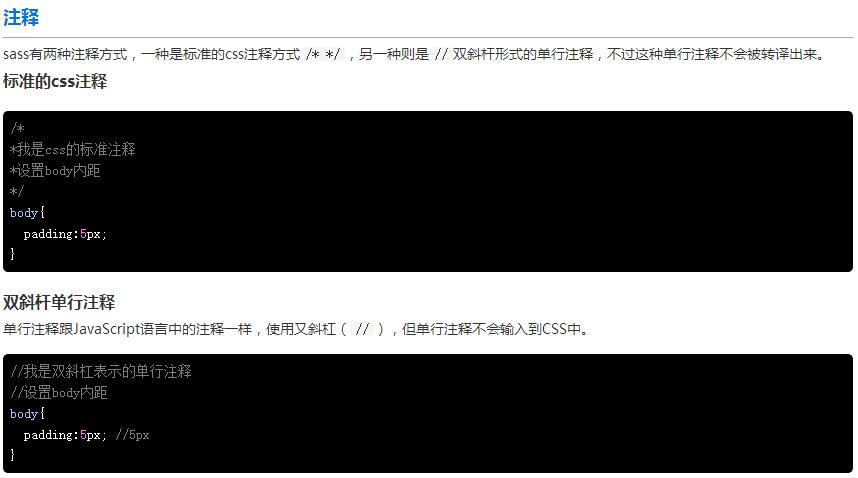 注释
sass有两种注释方式，一种是标准的css注释方式 /* */ ，另一种则是 // 双斜杆形式的单行注释，不过这种单行注释不会被转译出来。
标准的css注释
/*
*我是css的标准注释
*设置body内距
*/
body{
  padding:5px;
}
双斜杆单行注释
单行注释跟JavaScript语言中的注释一样，使用又斜杠（ // ），但单行注释不会输入到CSS中。
//我是双斜杠表示的单行注释
//设置body内距
body{
  padding:5px; //5px
}